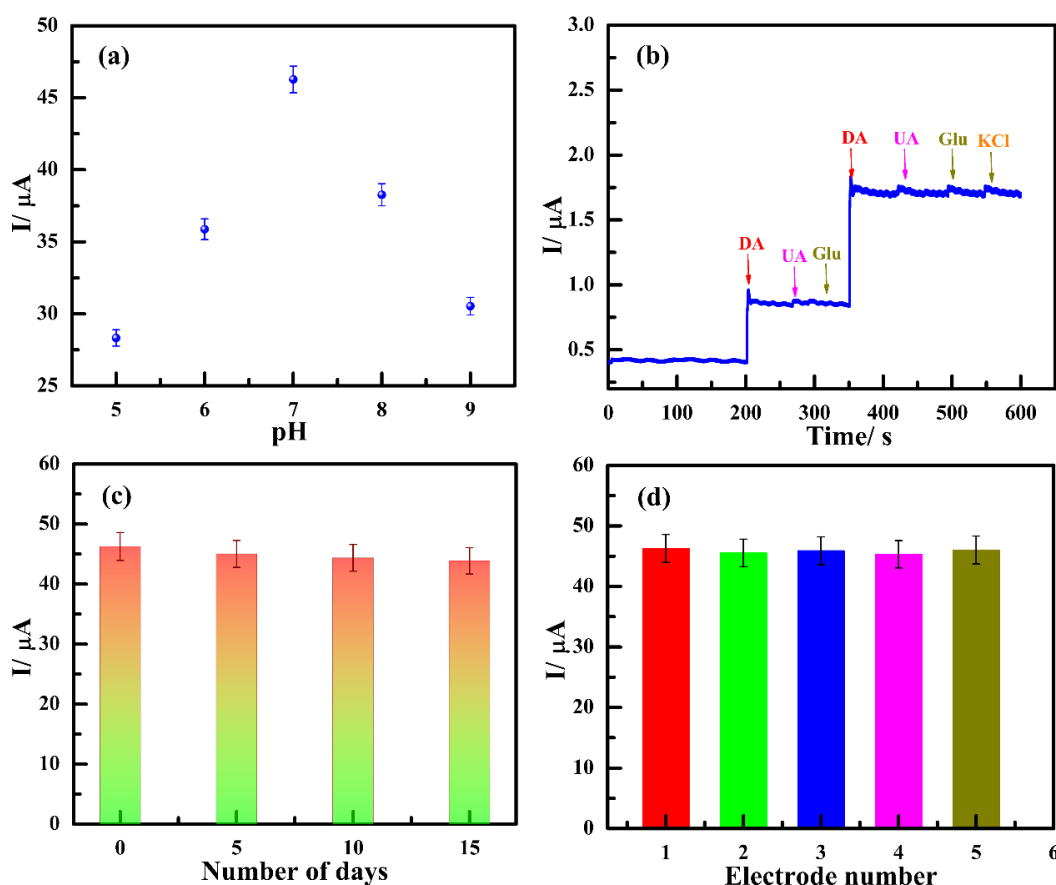 (a)
I/ μA
50
45
40
35
30
25
5 6 7 8 9
pH
(b)
I/ μA
3.0
2.5
2.0
1.5
1.0
0.5
DA UA Glu KCl
DA UA Glu
0 100 200 300 400 500 600
Time/ s
(c)
I/ μA
60
50
40
30
20
10
0
0 5 10 15
Number of days
(d)
I/ μA
60
50
40
30
20
10
0
1 2 3 4 5 6
Electrode number